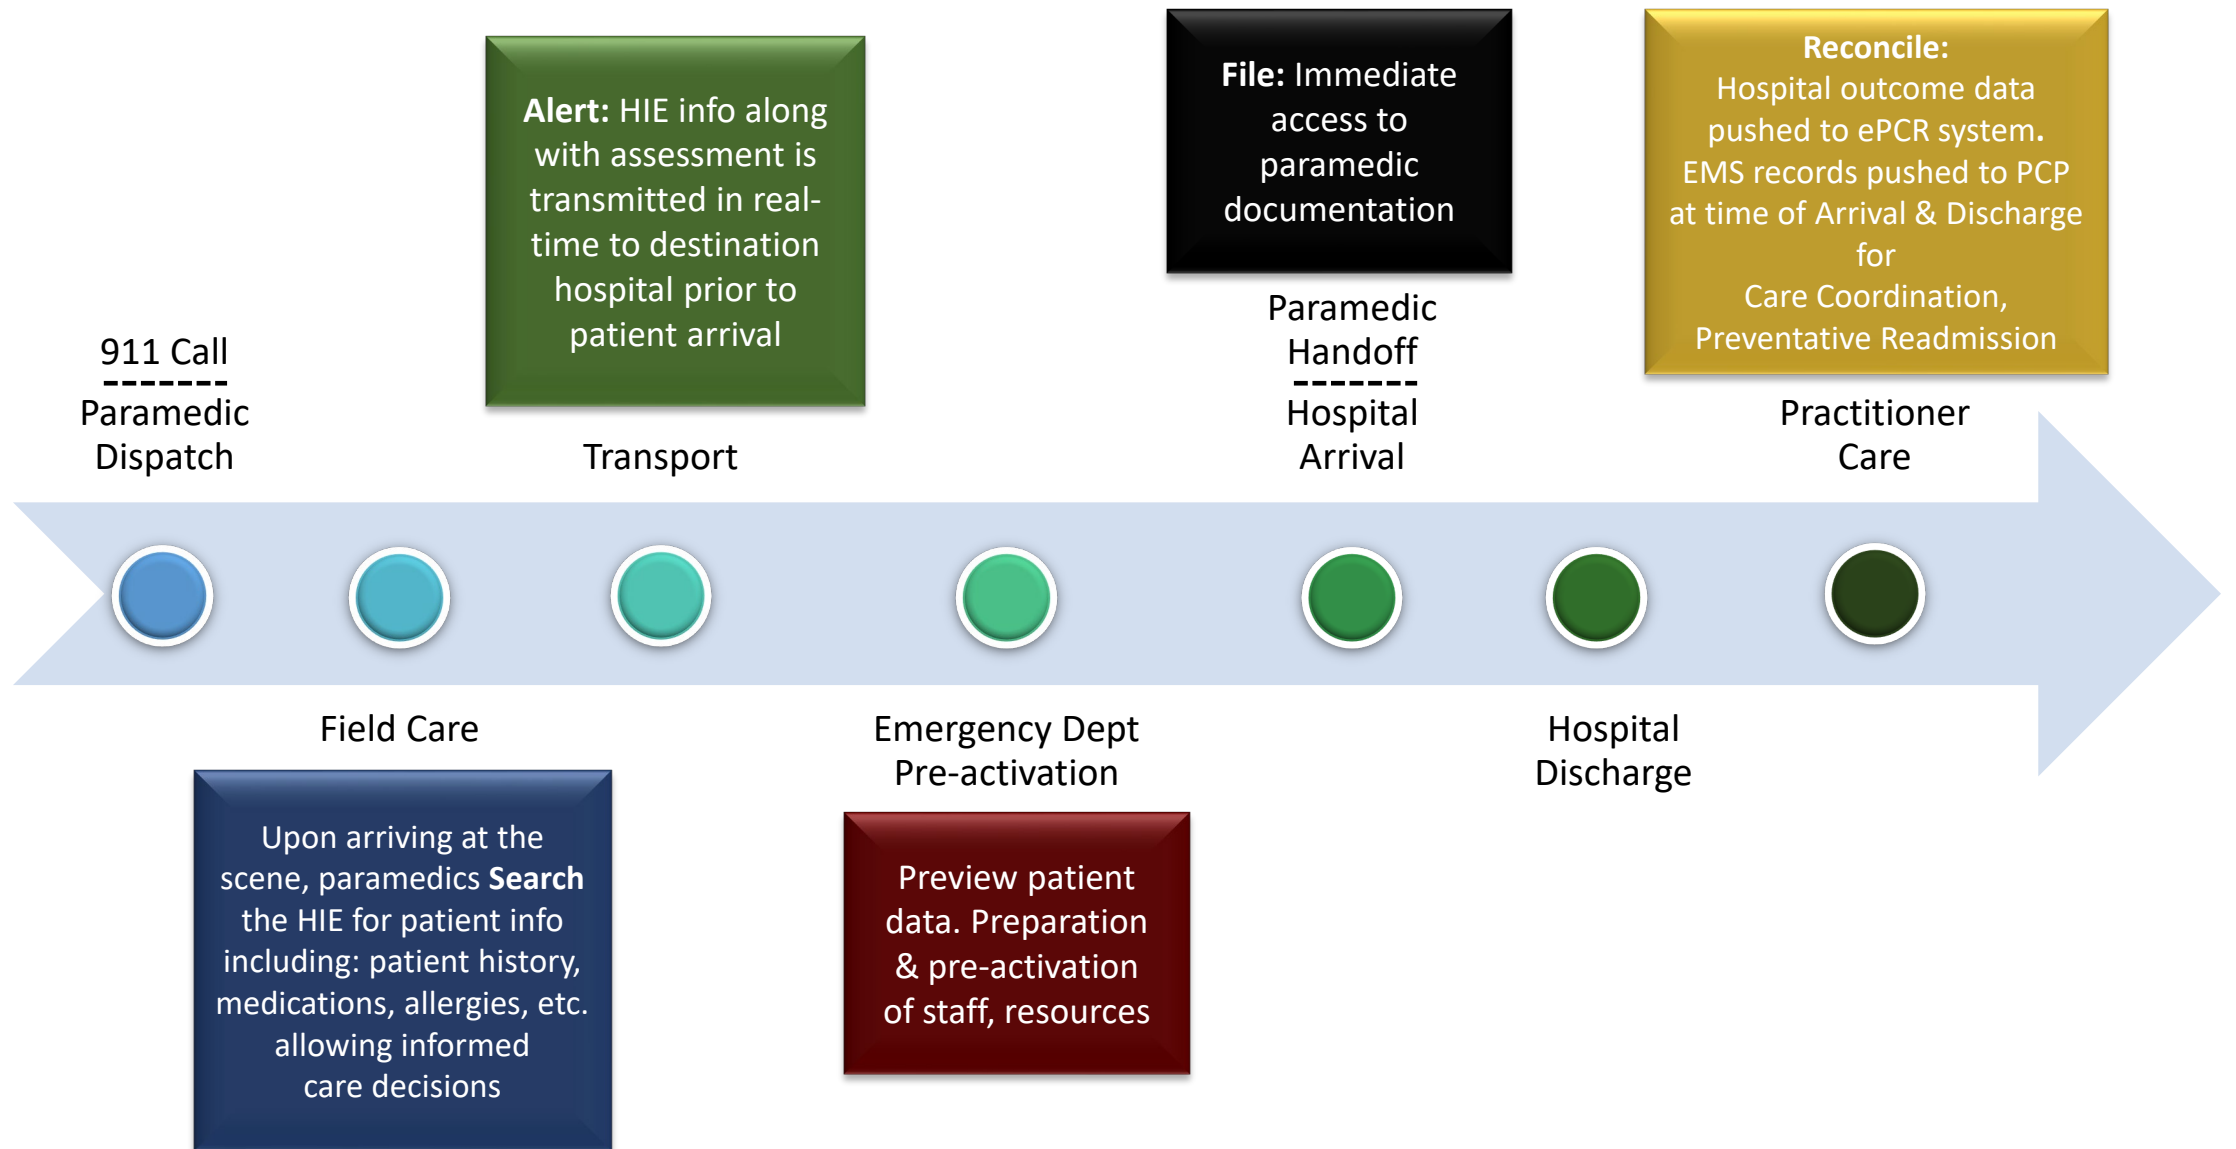 911 Call
Paramedic
Dispatch
Alert: HIE info along
with assessment is
transmitted in real-
time to destination
hospital prior to
patient arrival
Transport
File: Immediate
access to
paramedic
documentation
Paramedic
Handoff
Hospital
Arrival
Reconcile:
Hospital outcome data
pushed to ePCR system.
EMS records pushed to PCP
at time of Arrival & Discharge
for
Care Coordination,
Preventative Readmission
Practitioner
Care
Field Care
Upon arriving at the
scene, paramedics Search
the HIE for patient info
including: patient history,
medications, allergies, etc.
allowing informed
care decisions
Emergency Dept
Pre-activation
Preview patient
data. Preparation
& pre-activation
of staff, resources
Hospital
Discharge